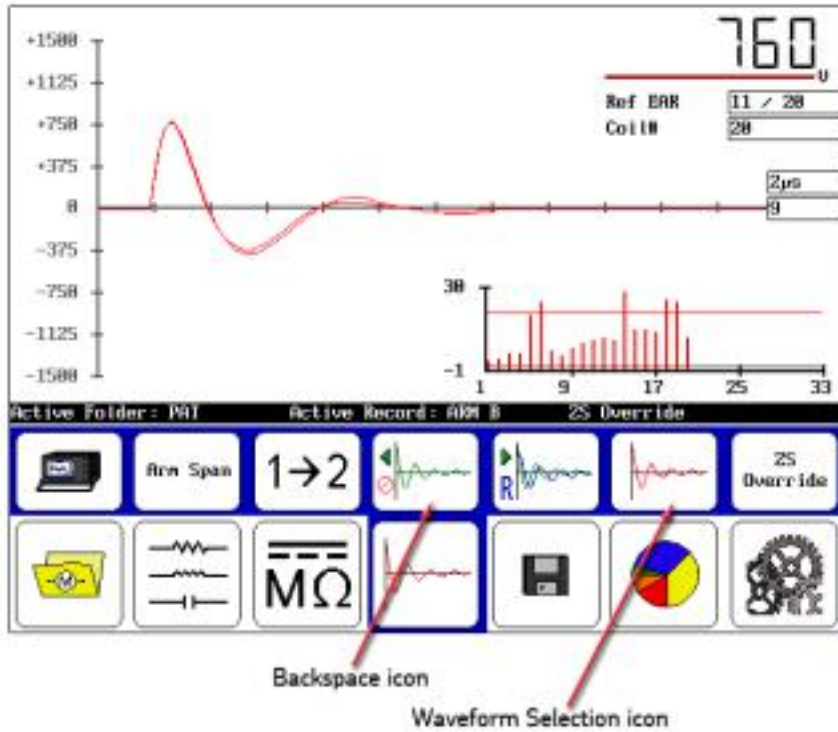 +1500
760
V
+1125
Ref EAR 11 / 20
+750
Coil# 20
+375
2µs
0
9
-375
30
-750
-1125
-1
-1500
1 9 17 25 33
Active Folder: PAT Active Record: ARM B 2S Override
Arm Span
1→2
R
2S
Override
M
MΩ
Backspace icon
Waveform Selection icon